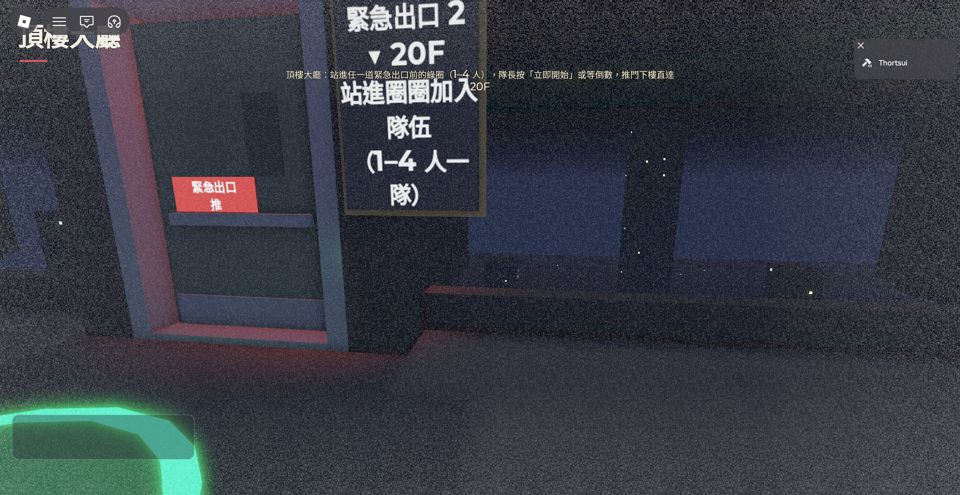 頂樓大廳
緊急出口 2
▼ 20F
站進圈圈加入
隊伍
（1–4 人一
隊）
頂樓大廳：站進任一道緊急出口前的綠圈（1–4 人），隊長按「立即開始」或等倒數，推門下樓直達
20F
Thortsui
緊急出口
推